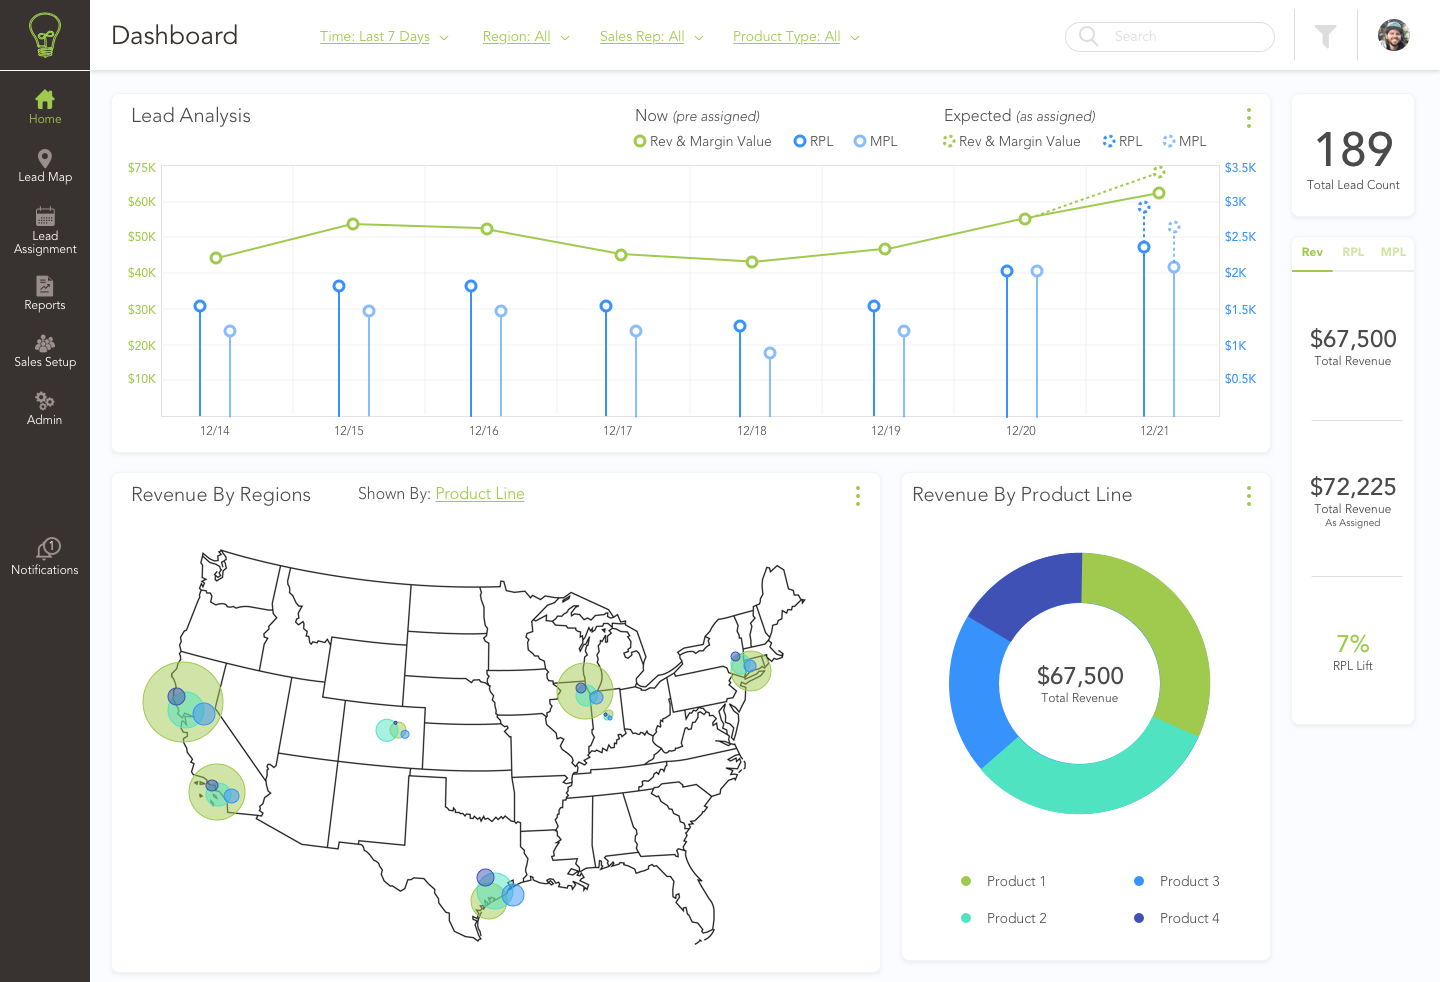 Dashboard
Time: Last 7 Days
Region: All
Sales Rep: All
Product Type: All
Search
Home
Lead Map
Lead
Assignment
Reports
Sales Setup
Admin
1
Notifications
Lead Analysis
Now (pre assigned)
Rev & Margin Value
RPL
MPL
Expected (as assigned)
Rev & Margin Value
RPL
MPL
$75K
$60K
$50K
$40K
$30K
$20K
$10K
$3.5K
$3K
$2.5K
$2K
$1.5K
$1K
$0.5K
12/14
12/15
12/16
12/17
12/18
12/19
12/20
12/21
189
Total Lead Count
Rev
RPL
MPL
$67,500
Total Revenue
$72,225
Total Revenue
As Assigned
7%
RPL Lift
Revenue By Regions
Shown By: Product Line
Revenue By Product Line
$67,500
Total Revenue
Product 1
Product 3
Product 2
Product 4